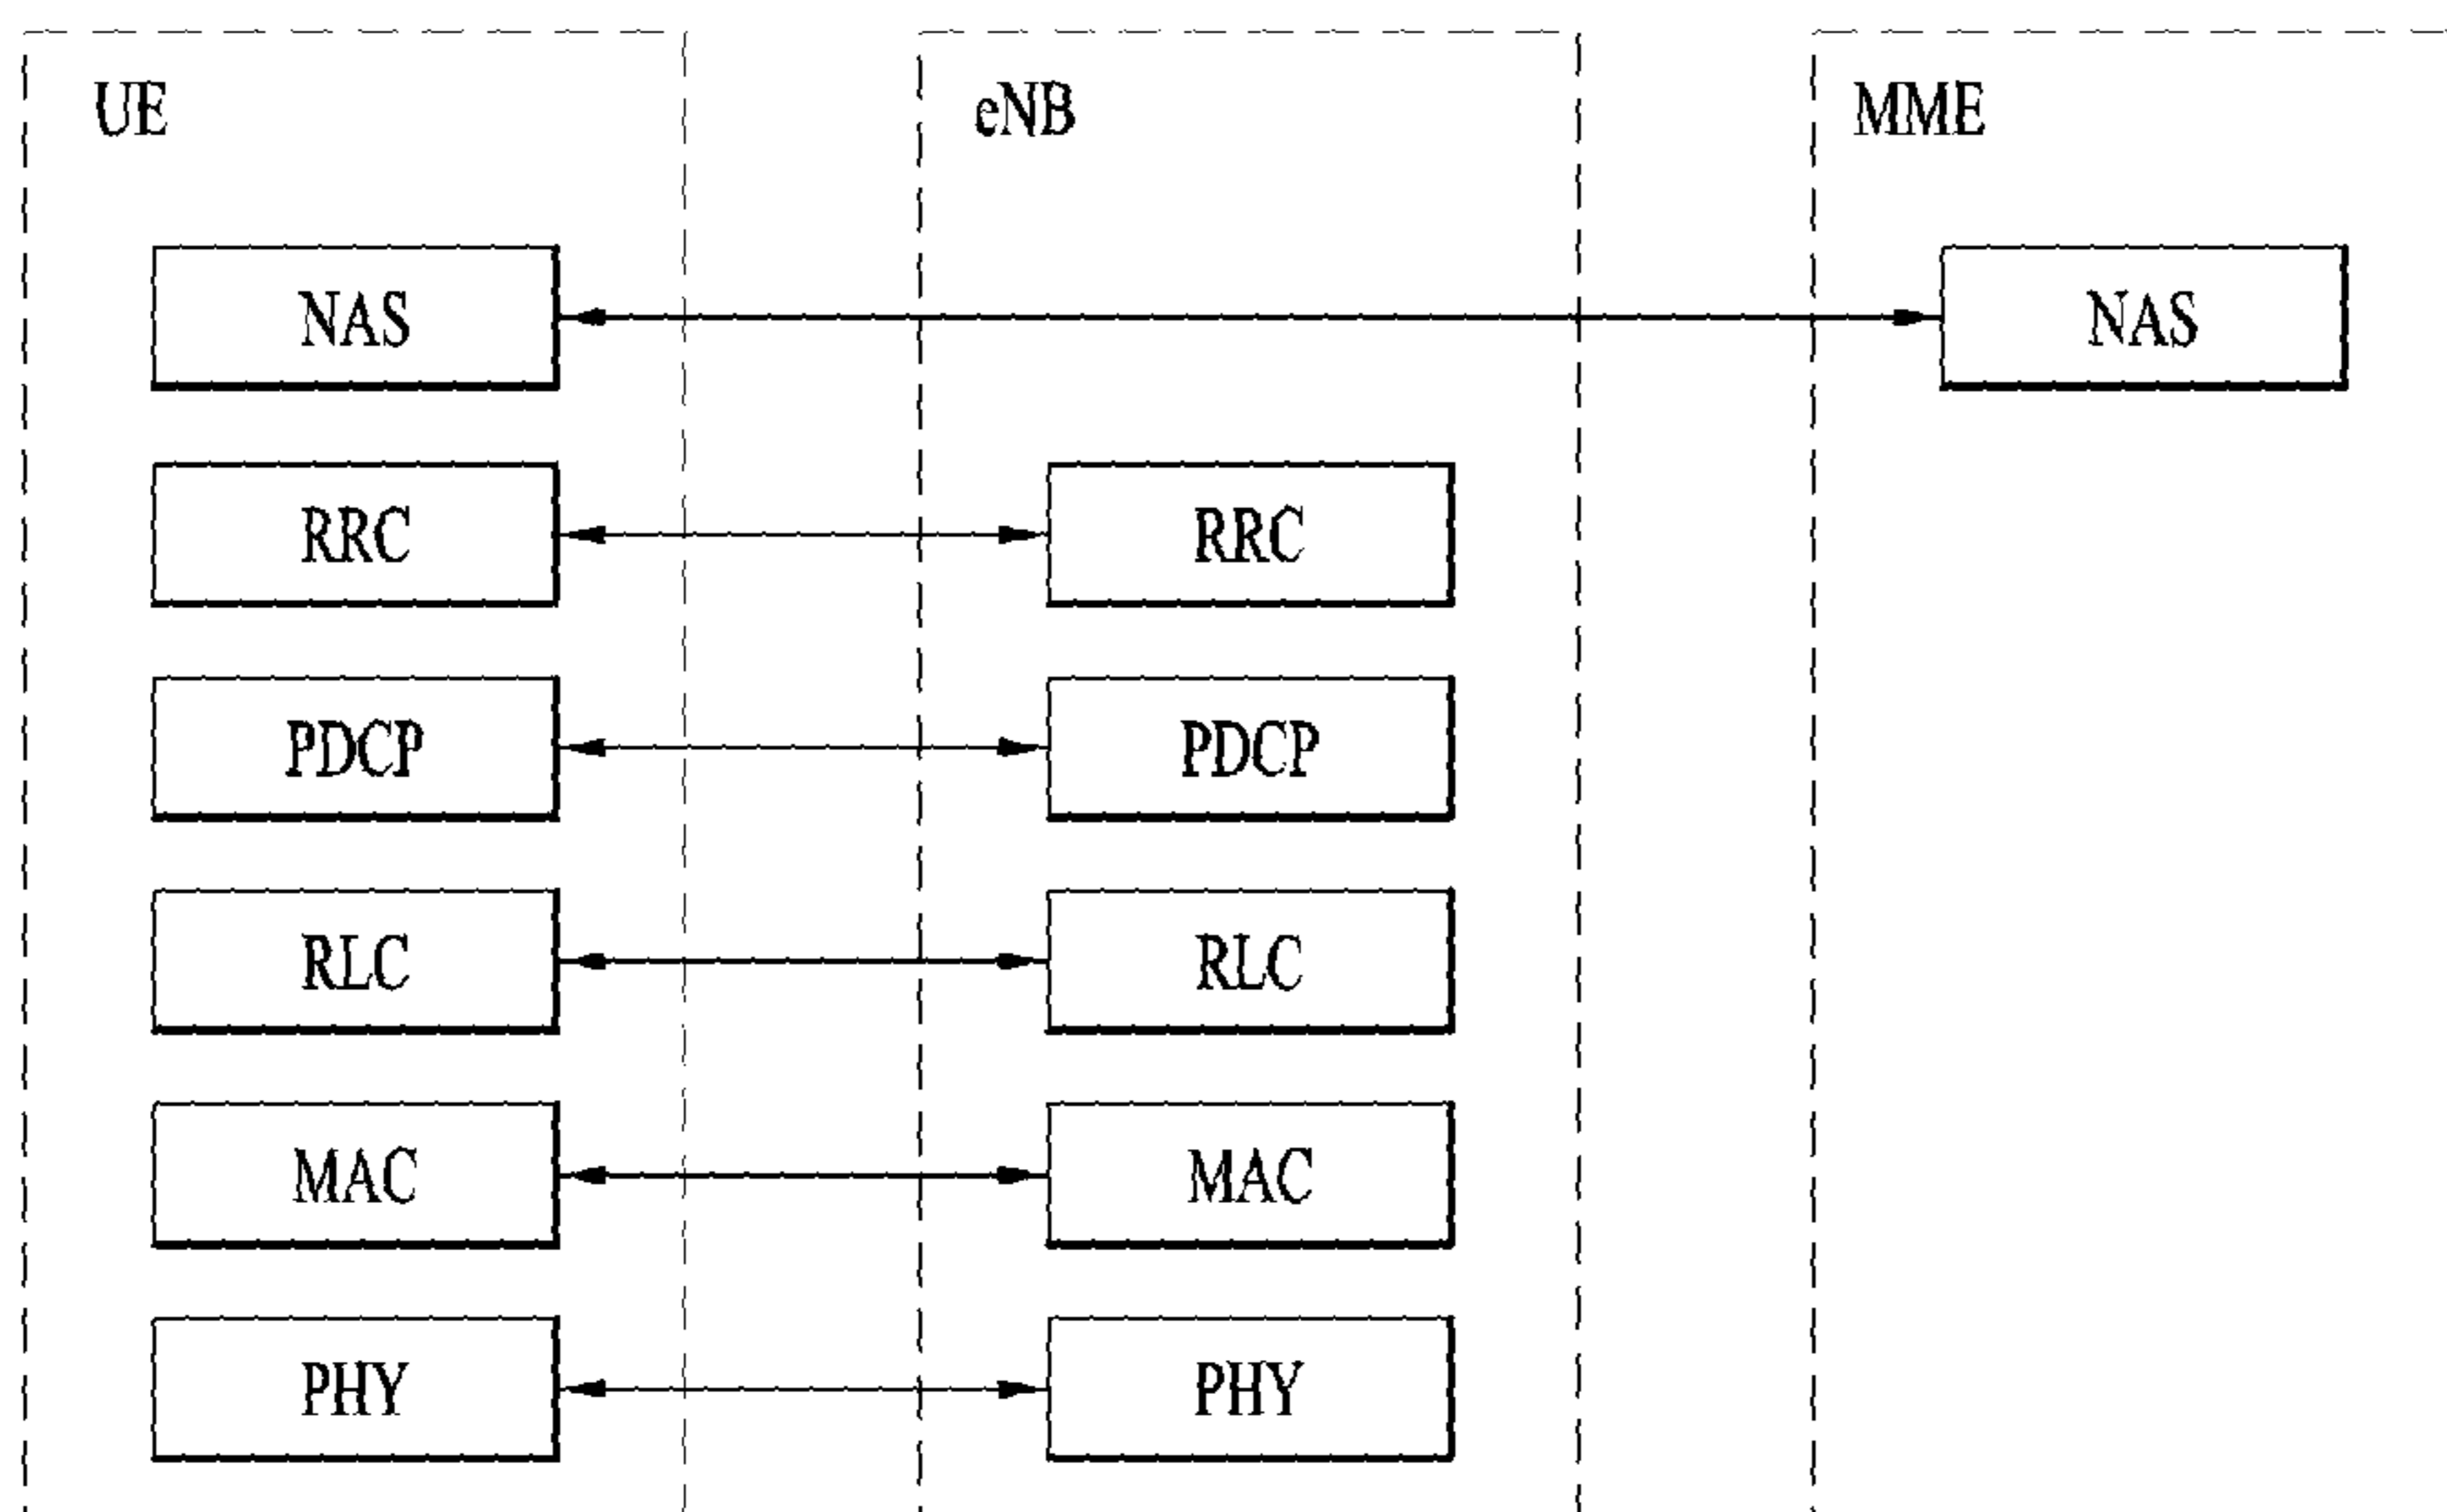 UE eNB MME
NAS NAS
RRC RRC
PDCP PDCP
RLC RLC
MAC MAC
PHY PHY